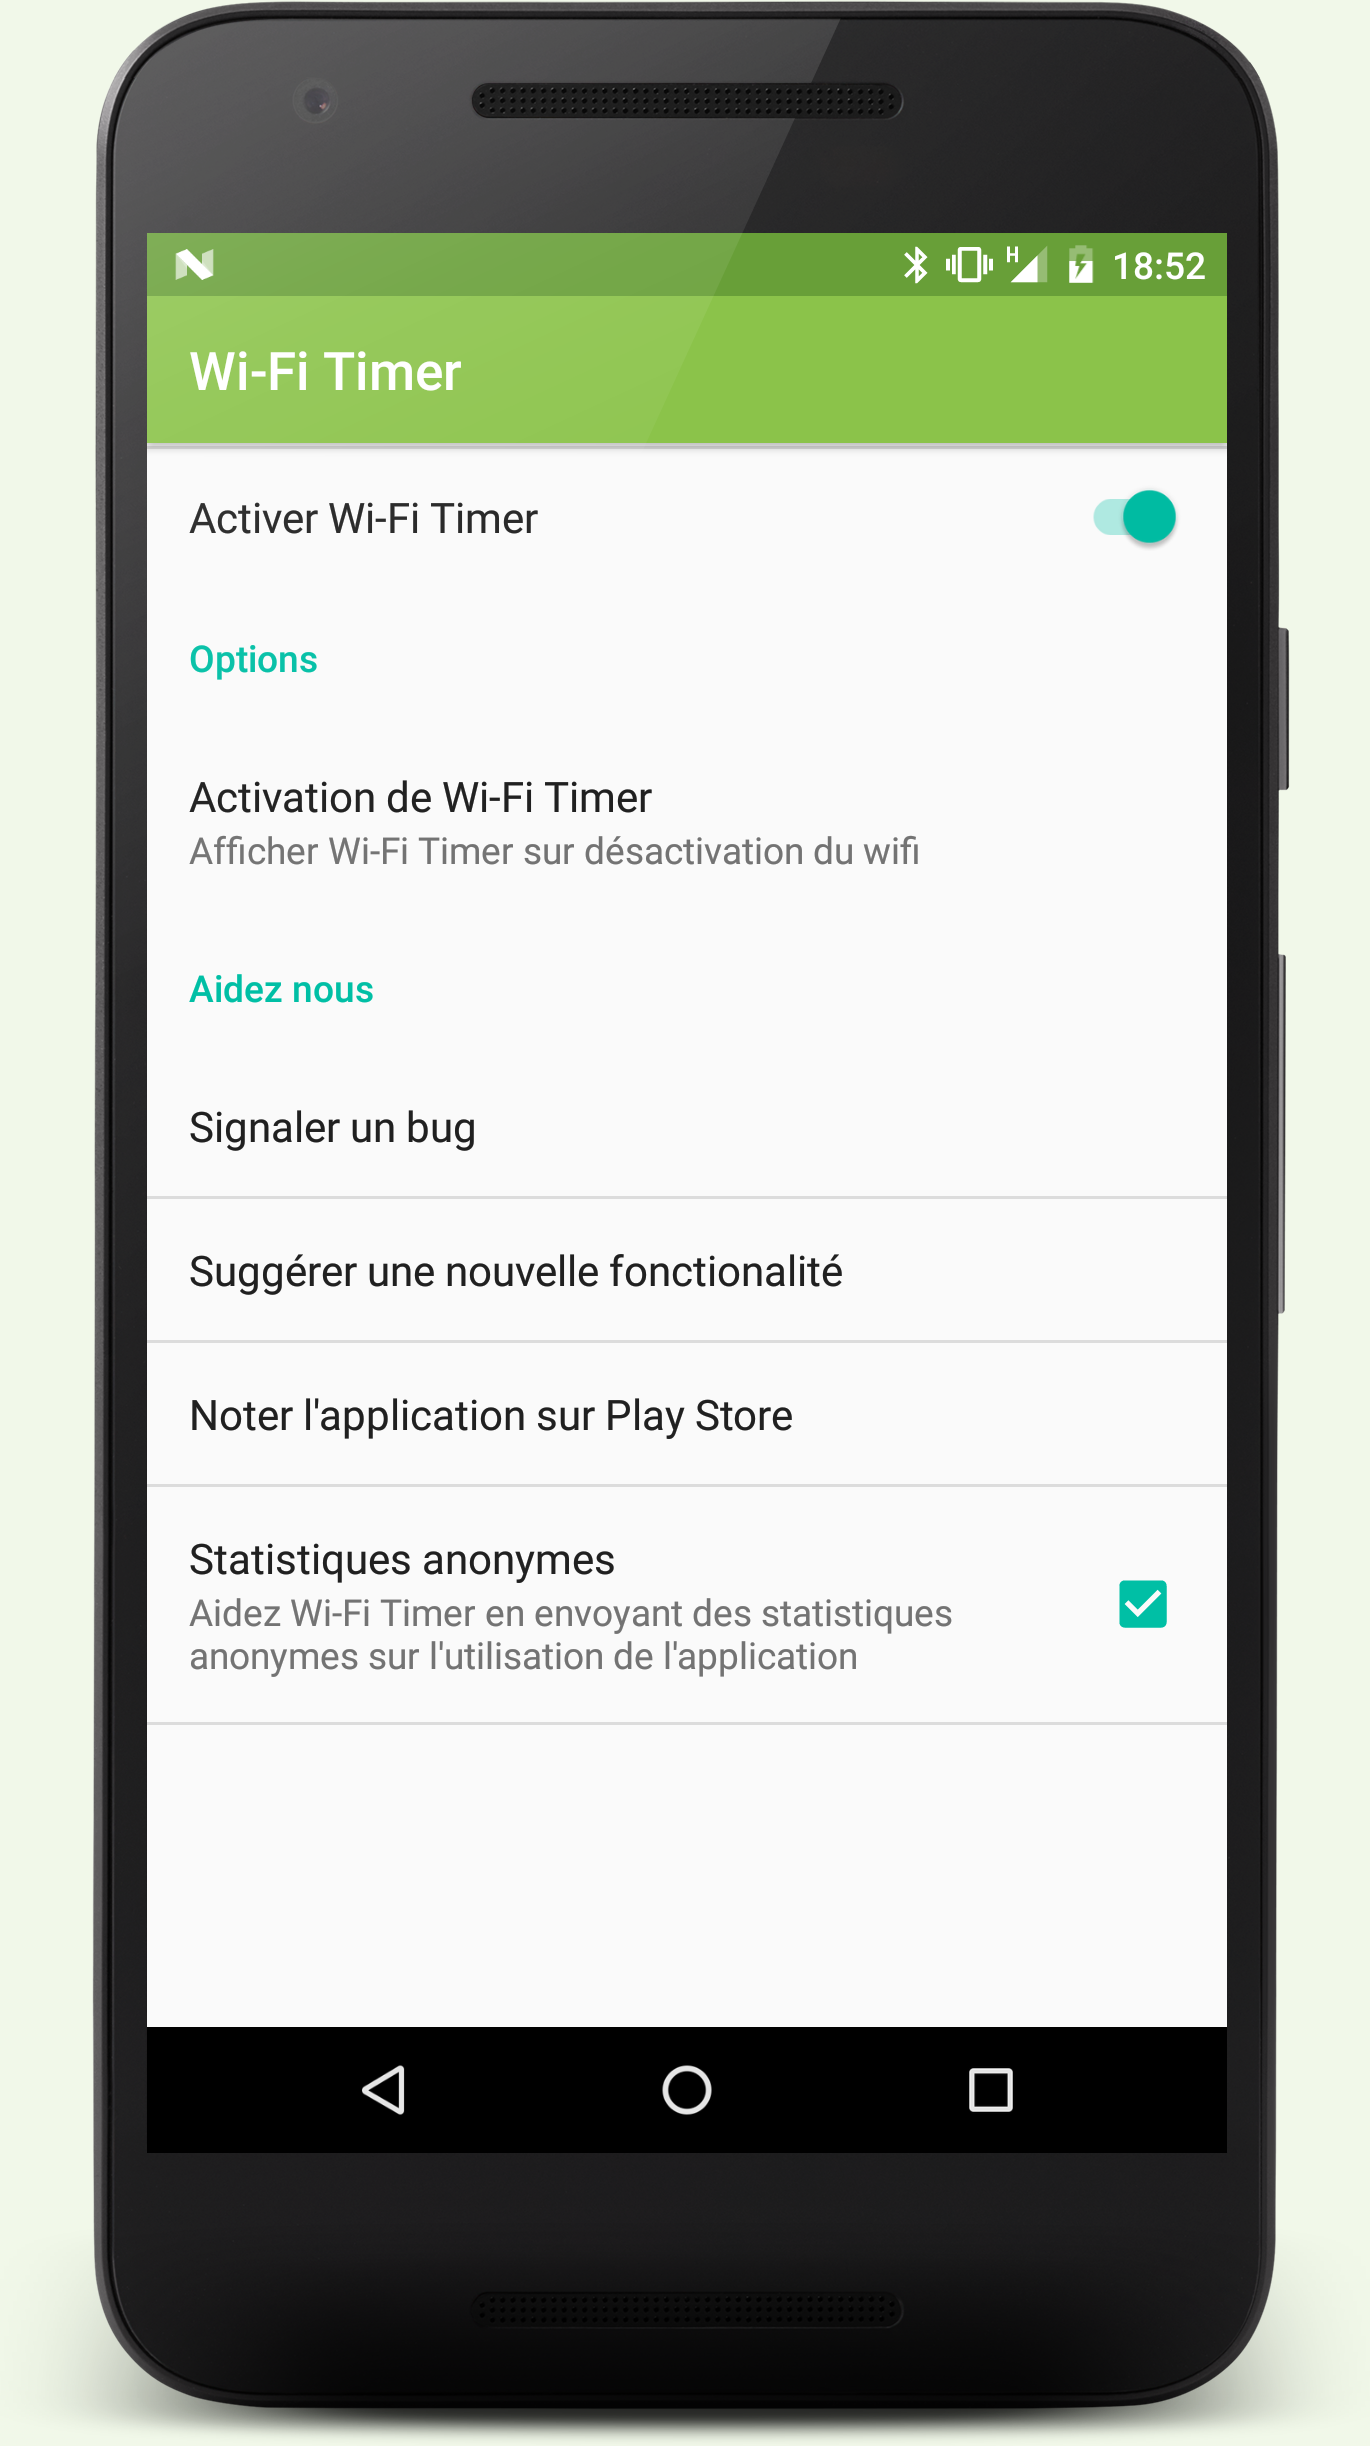 H 18:52
Wi-Fi Timer
Activer Wi-Fi Timer
Options
Activation de Wi-Fi Timer
Afficher Wi-Fi Timer sur désactivation du wifi
Aidez nous
Signaler un bug
Suggérer une nouvelle fonctionalité
Noter l'application sur Play Store
Statistiques anonymes
Aidez Wi-Fi Timer en envoyant des statistiques
anonymes sur l'utilisation de l'application